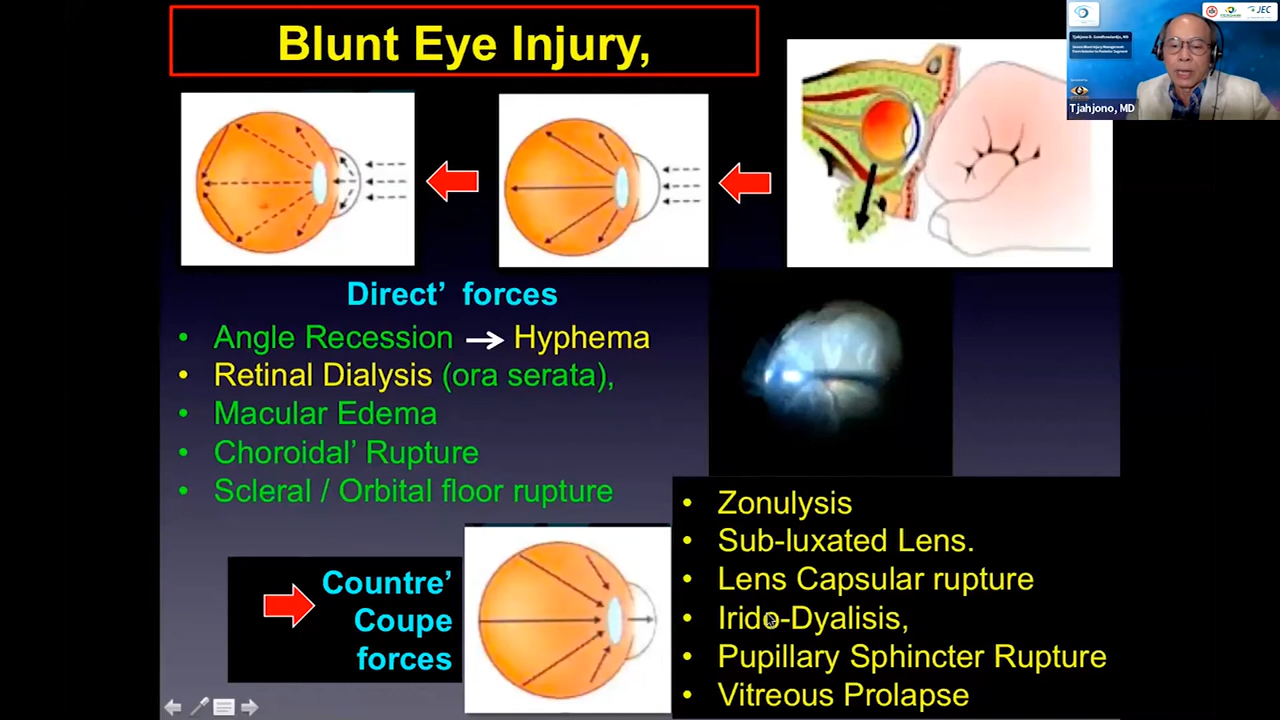 Blunt Eye Injury,
Tjahjono, MD
JEC
Direct’ forces
• Angle Recession → Hyphema
• Retinal Dialysis (ora serata),
• Macular Edema
• Choroidal’ Rupture
• Scleral / Orbital floor rupture
Countre’
Coupe
forces
• Zonulysis
• Sub-luxated Lens.
• Lens Capsular rupture
• Irido-Dyalisis,
• Pupillary Sphincter Rupture
• Vitreous Prolapse